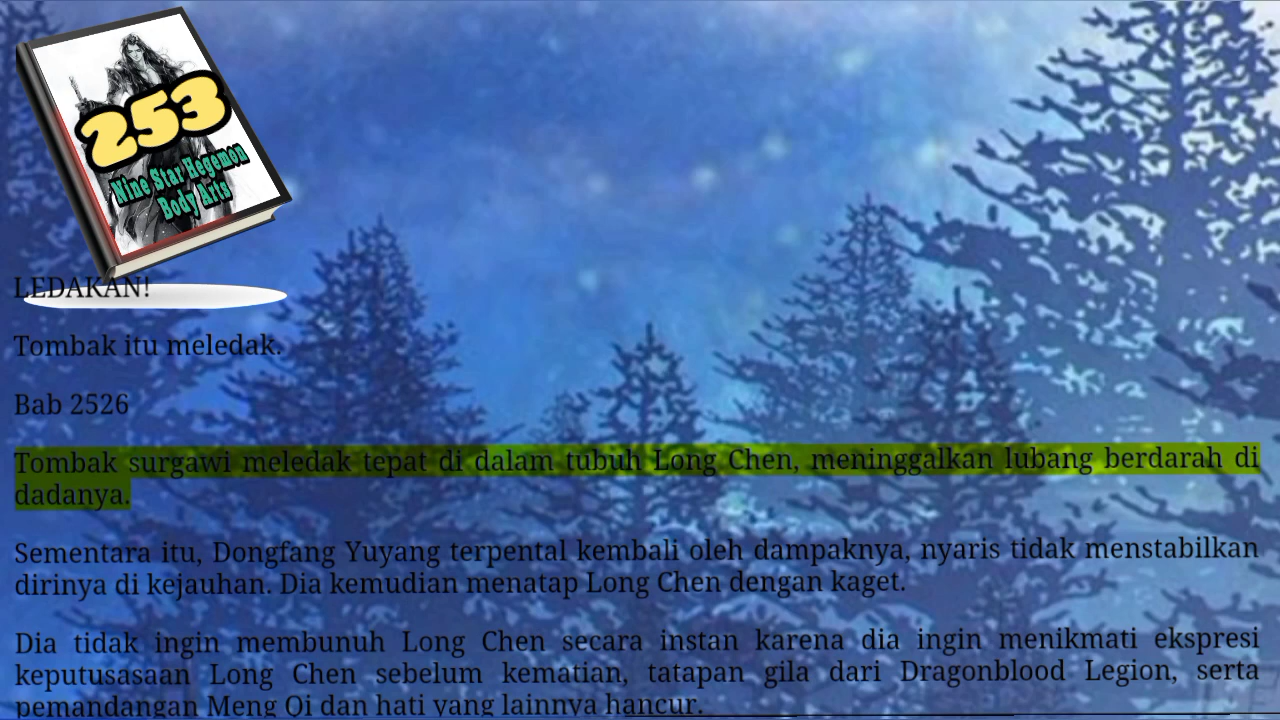 253
Nine Star Hegemon
Body Arts
LEDAKAN!
Tombak itu meledak.
Bab 2526
Tombak surgawi meledak tepat di dalam tubuh Long Chen, meninggalkan lubang berdarah di
dadanya.
Sementara itu, Dongfang Yuyang terpental kembali oleh dampaknya, nyaris tidak menstabilkan
dirinya di kejauhan. Dia kemudian menatap Long Chen dengan kaget.
Dia tidak ingin membunuh Long Chen secara instan karena dia ingin menikmati ekspresi
keputusasaan Long Chen sebelum kematian, tatapan gila dari Dragonblood Legion, serta
pemandangan Meng Qi dan hati yang lainnya hancur.